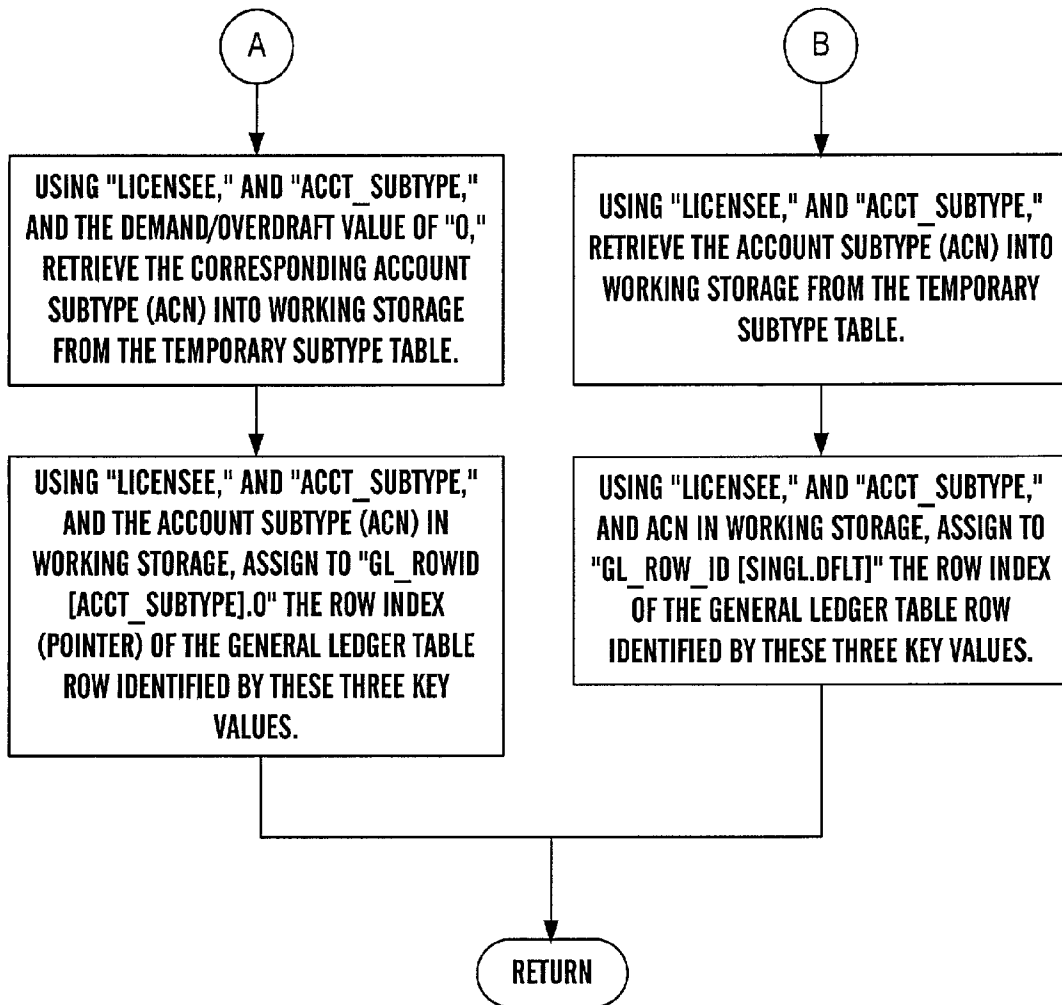 A
USING "LICENSEE," AND "ACCT_SUBTYPE,"
AND THE DEMAND/OVERDRAFT VALUE OF "O,"
RETRIEVE THE CORRESPONDING ACCOUNT
SUBTYPE (ACN) INTO WORKING STORAGE
FROM THE TEMPORARY SUBTYPE TABLE.
USING "LICENSEE," AND "ACCT_SUBTYPE,"
AND THE ACCOUNT SUBTYPE (ACN) IN
WORKING STORAGE, ASSIGN TO "GL_ROWID
[ACCT_SUBTYPE].O" THE ROW INDEX
(POINTER) OF THE GENERAL LEDGER TABLE
ROW IDENTIFIED BY THESE THREE KEY
VALUES.
B
USING "LICENSEE," AND "ACCT_SUBTYPE,"
RETRIEVE THE ACCOUNT SUBTYPE (ACN) INTO
WORKING STORAGE FROM THE TEMPORARY
SUBTYPE TABLE.
USING "LICENSEE," AND "ACCT_SUBTYPE,"
AND ACN IN WORKING STORAGE, ASSIGN TO
"GL_ROW_ID [SINGL.DFLT]" THE ROW INDEX
OF THE GENERAL LEDGER TABLE ROW
IDENTIFIED BY THESE THREE KEY VALUES.
RETURN